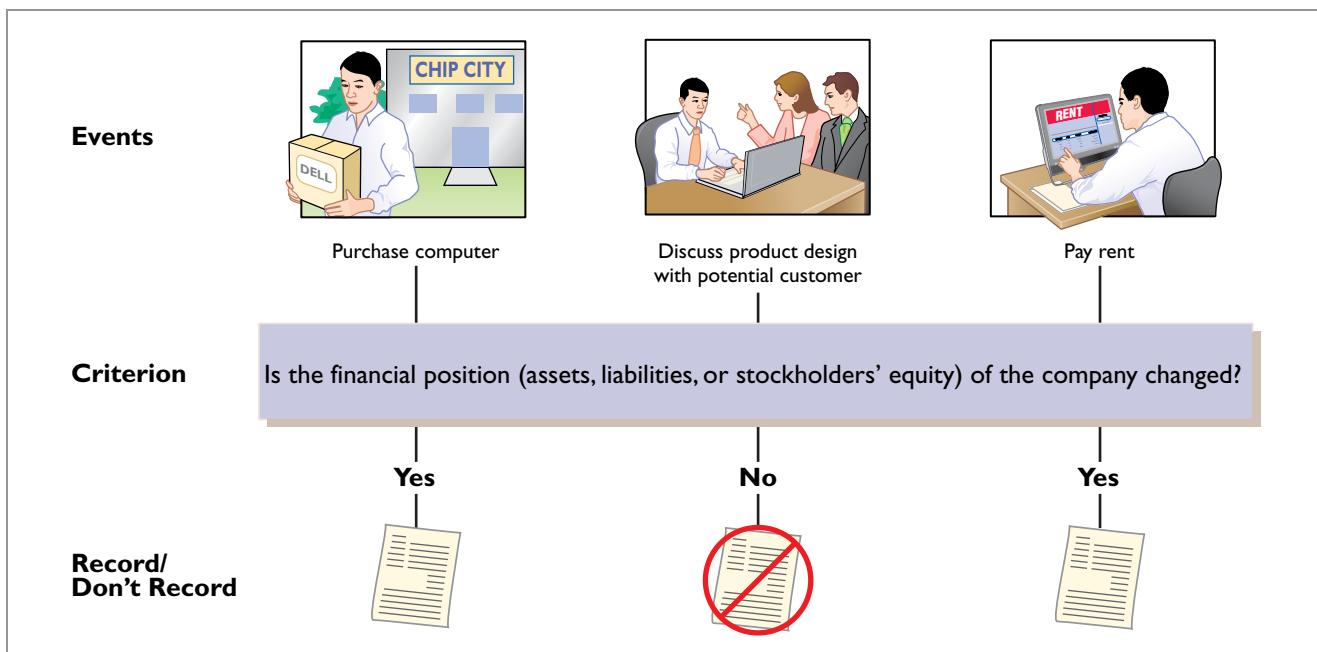 CHIP CITY
DELL
RENT
Events
Purchase computer
Discuss product design
with potential customer
Pay rent
Criterion
Is the financial position (assets, liabilities, or stockholders’ equity) of the company changed?
Yes
No
Yes
Record/
Don’t Record